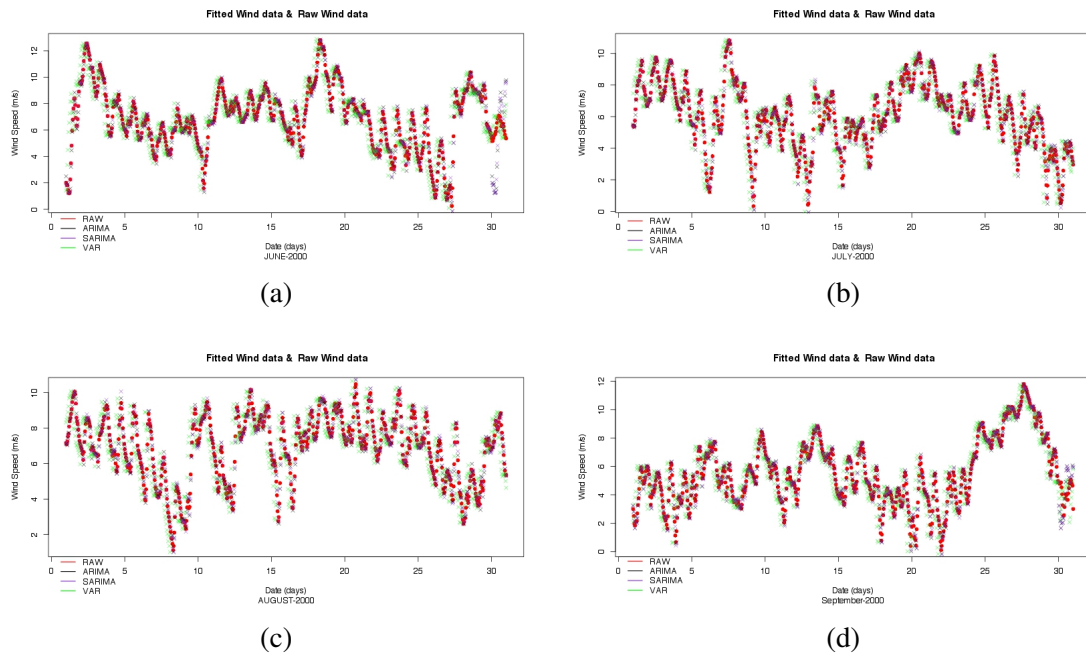 Fitted Wind data & Raw Wind data
Wind Speed (m/s)
12
10
8
6
4
2
0
0 5 10 15 20 25 30
RAW
ARIMA
SARIMA
VAR
Date (days)
JUNE-2000
(a)
Fitted Wind data & Raw Wind data
Wind Speed (m/s)
10
8
6
4
2
0
0 5 10 15 20 25 30
RAW
ARIMA
SARIMA
VAR
Date (days)
JULY-2000
(b)
Fitted Wind data & Raw Wind data
Wind Speed (m/s)
10
8
6
4
2
0 5 10 15 20 25 30
RAW
ARIMA
SARIMA
VAR
Date (days)
AUGUST-2000
(c)
Fitted Wind data & Raw Wind data
Wind Speed (m/s)
12
10
8
6
4
2
0
0 5 10 15 20 25 30
RAW
ARIMA
SARIMA
VAR
Date (days)
September-2000
(d)